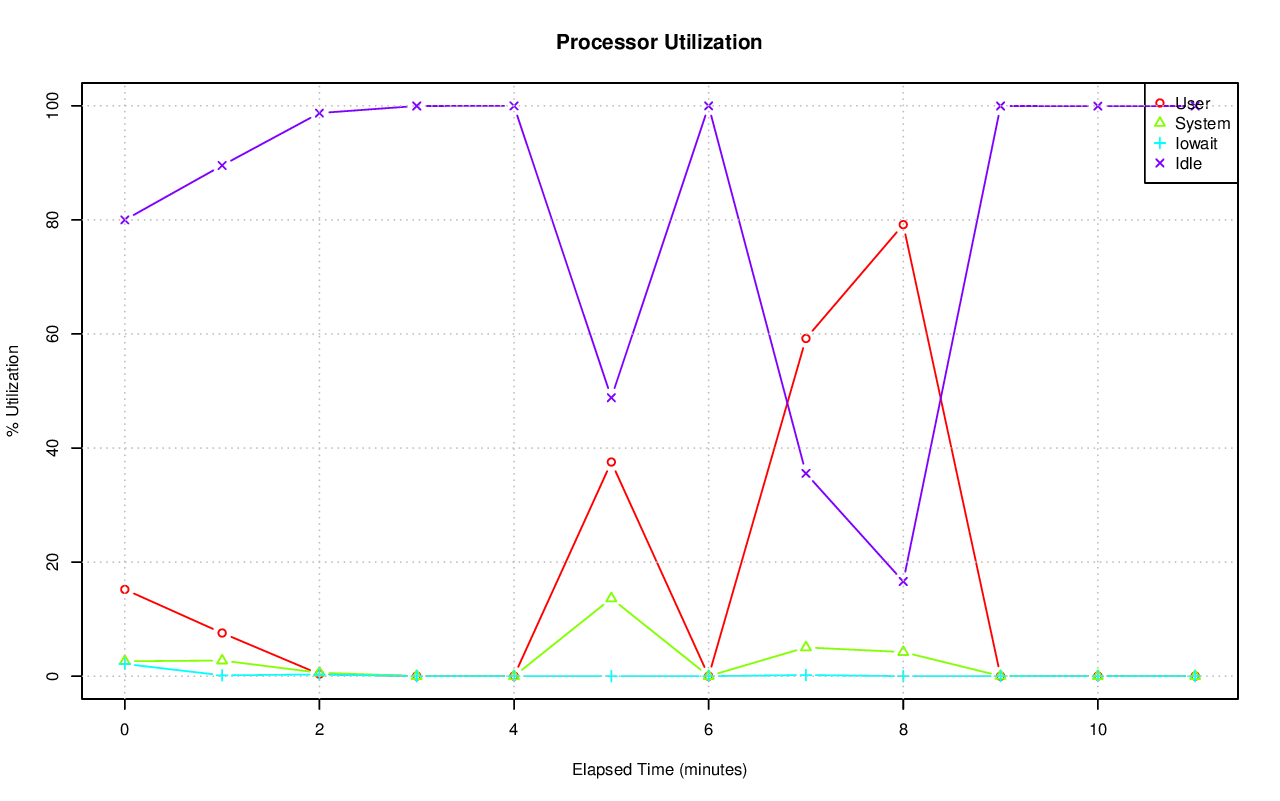 Processor Utilization
% Utilization
100
80
60
40
20
0
User
System
Iowait
Idle
0 2 4 6 8 10
Elapsed Time (minutes)